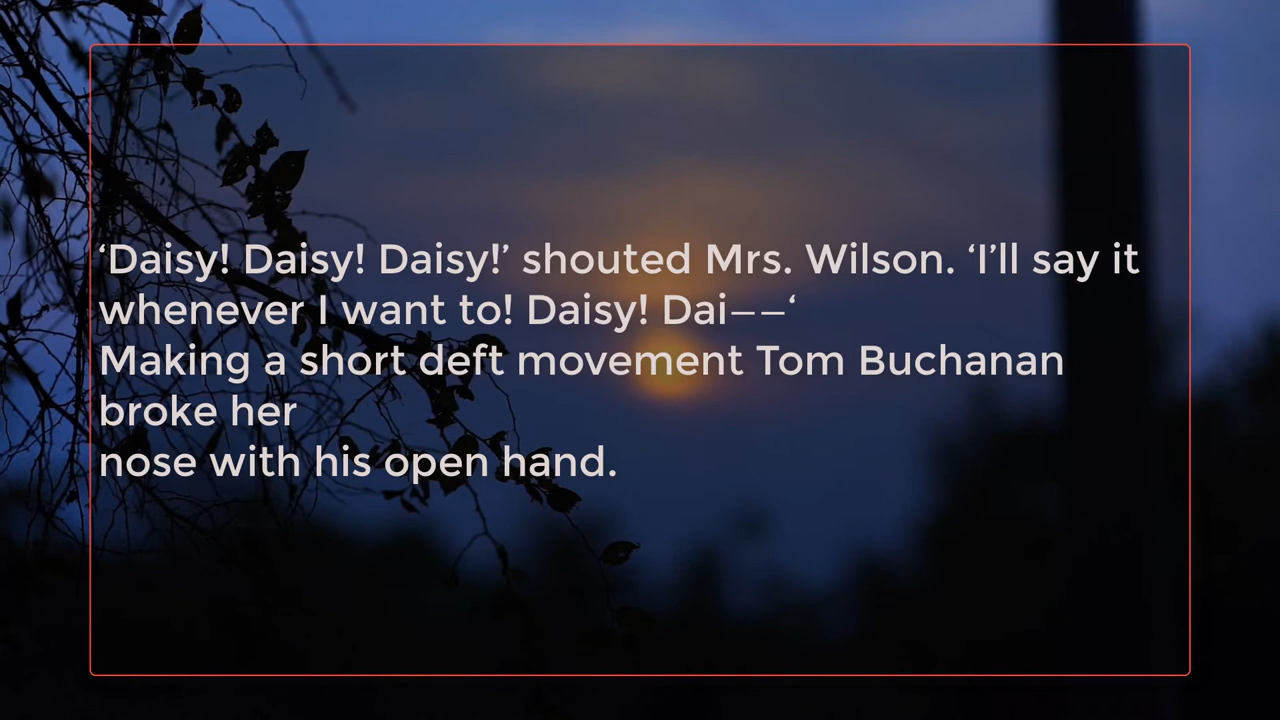 ‘Daisy! Daisy! Daisy!’ shouted Mrs. Wilson. ‘I’ll say it
whenever I want to! Daisy! Dai——‘
Making a short deft movement Tom Buchanan
broke her
nose with his open hand.